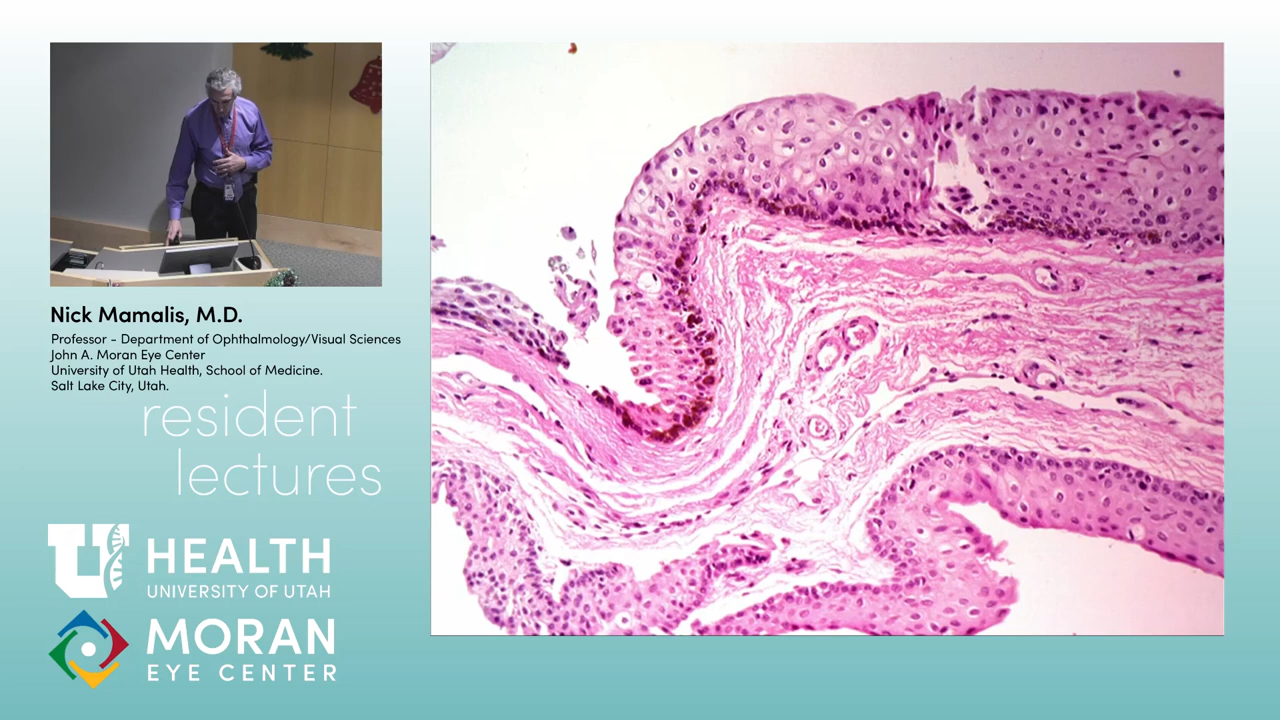 Nick Mamalis, M.D.
Professor - Department of Ophthalmology/Visual Sciences
John A. Moran Eye Center
University of Utah Health, School of Medicine.
Salt Lake City, Utah.
resident
lectures
U HEALTH
UNIVERSITY OF UTAH
MORAN
EYE CENTER